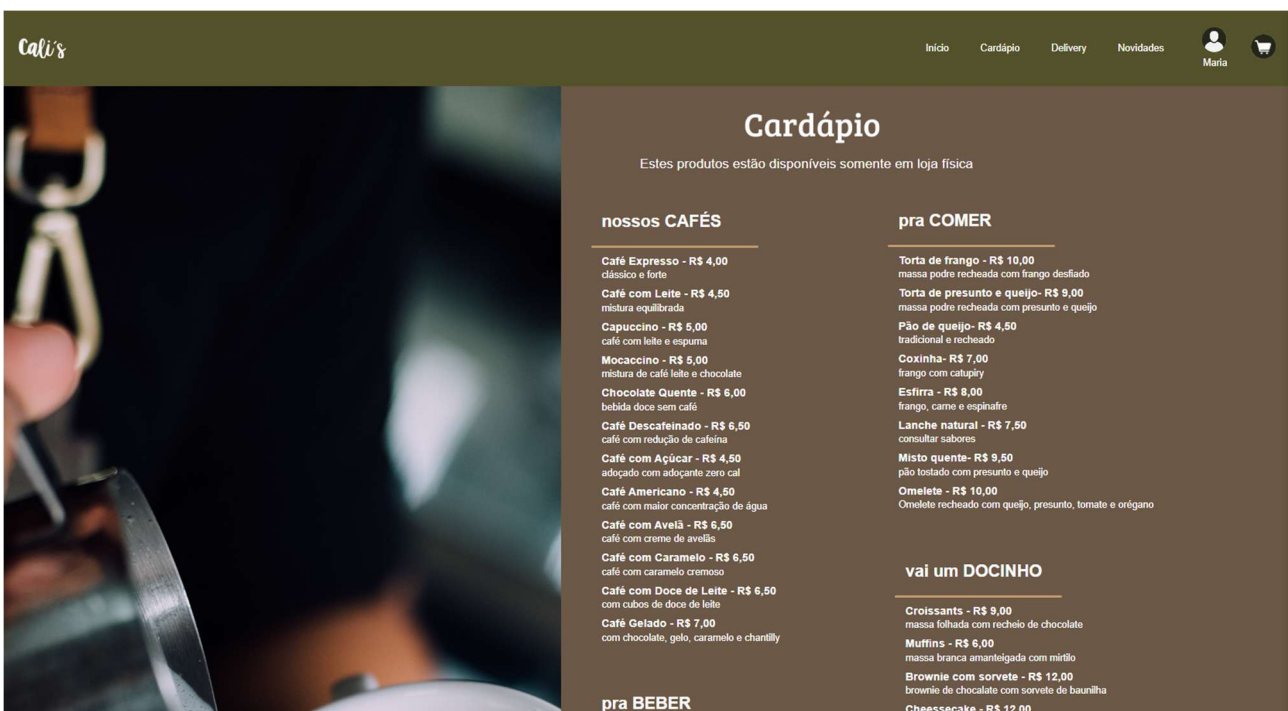 Cali´s
Início
Cardápio
Delivery
Novidades
Maria
Cardápio
Estes produtos estão disponíveis somente em loja física
nossos CAFÉS
Café Expresso - R$ 4,00
clássico e forte
Café com Leite - R$ 4,50
mistura equilibrada
Capuccino - R$ 5,00
café com leite e espuma
Mocaccino - R$ 5,00
mistura de café leite e chocolate
Chocolate Quente - R$ 6,00
bebida doce sem café
Café Descafeinado - R$ 6,50
café com redução de cafeína
Café com Açúcar - R$ 4,50
adoçado com adoçante zero cal
Café Americano - R$ 4,50
café com maior concentração de água
Café com Avelã - R$ 6,50
café com creme de avelãs
Café com Caramelo - R$ 6,50
café com caramelo cremoso
Café com Doce de Leite - R$ 6,50
com cubos de doce de leite
Café Gelado - R$ 7,00
com chocolate, gelo, caramelo e chantilly
pra BEBER
pra COMER
Torta de frango - R$ 10,00
massa podre recheada com frango desfiado
Torta de presunto e queijo- R$ 9,00
massa podre recheada com presunto e queijo
Pão de queijo- R$ 4,50
tradicional e recheado
Coxinha- R$ 7,00
frango com catupiry
Esfirra - R$ 8,00
frango, carne e espinafre
Lanche natural - R$ 7,50
consultar sabores
Misto quente- R$ 9,50
pão tostado com presunto e queijo
Omelete - R$ 10,00
Omelete recheado com queijo, presunto, tomate e orégano
vai um DOCINHO
Croissants - R$ 9,00
massa folhada com recheio de chocolate
Muffins - R$ 6,00
massa branca amanteigada com mirtilo
Brownie com sorvete - R$ 12,00
brownie de chocalate com sorvete de baunilha
Cheessecake - R$ 12,00